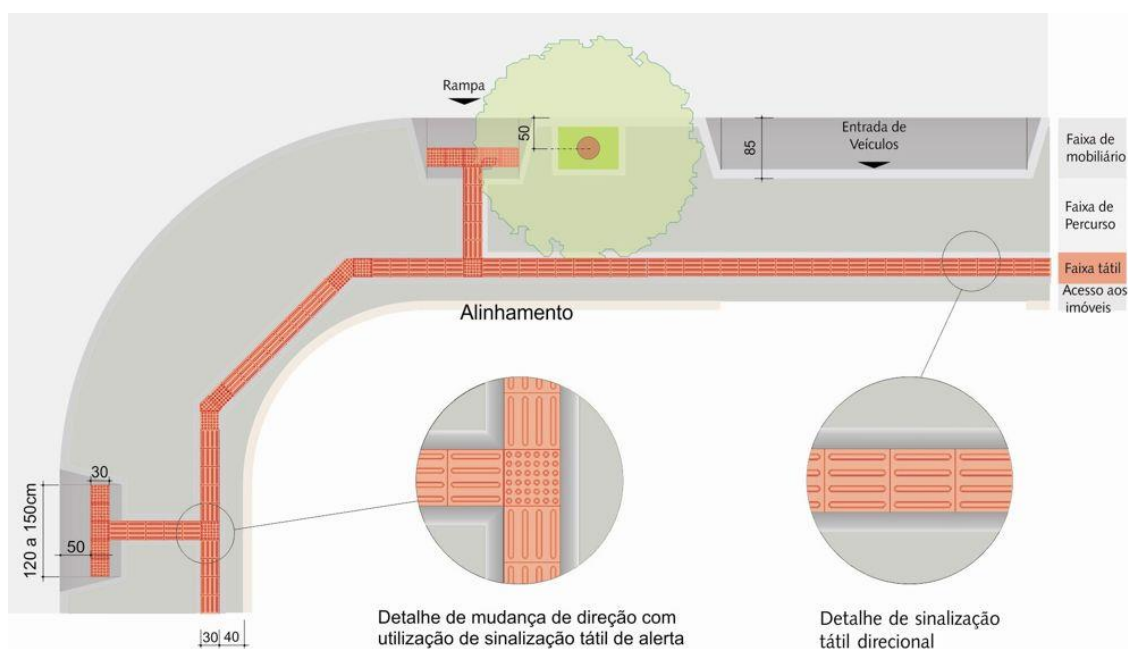 Rampa
50
Entrada de
Veículos
85
Faixa de
mobiliário
Faixa de
Percurso
Faixa tátil
Acesso aos
imóveis
Alinhamento
30
120 a 150cm
50
30
40
Detalhe de mudança de direção com
utilização de sinalização tátil de alerta
Detalhe de sinalização
tátil direcional